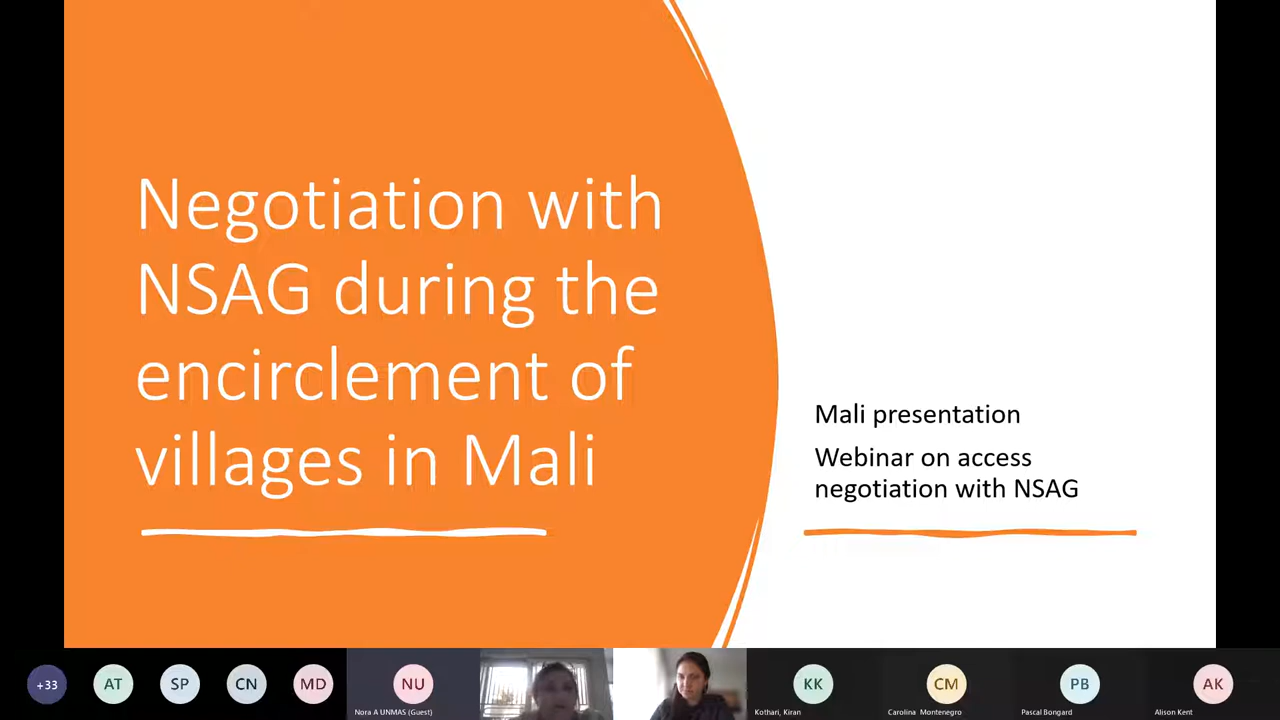 Negotiation with
NSAG during the
encirclement of
villages in Mali
Mali presentation
Webinar on access
negotiation with NSAG
+33
AT
SP
CN
MD
NU
Nora A UNMAS (Guest)
KK
Kothari, Kiran
CM
Carolina Montenegro
PB
Pascal Bongard
AK
Alison Kent